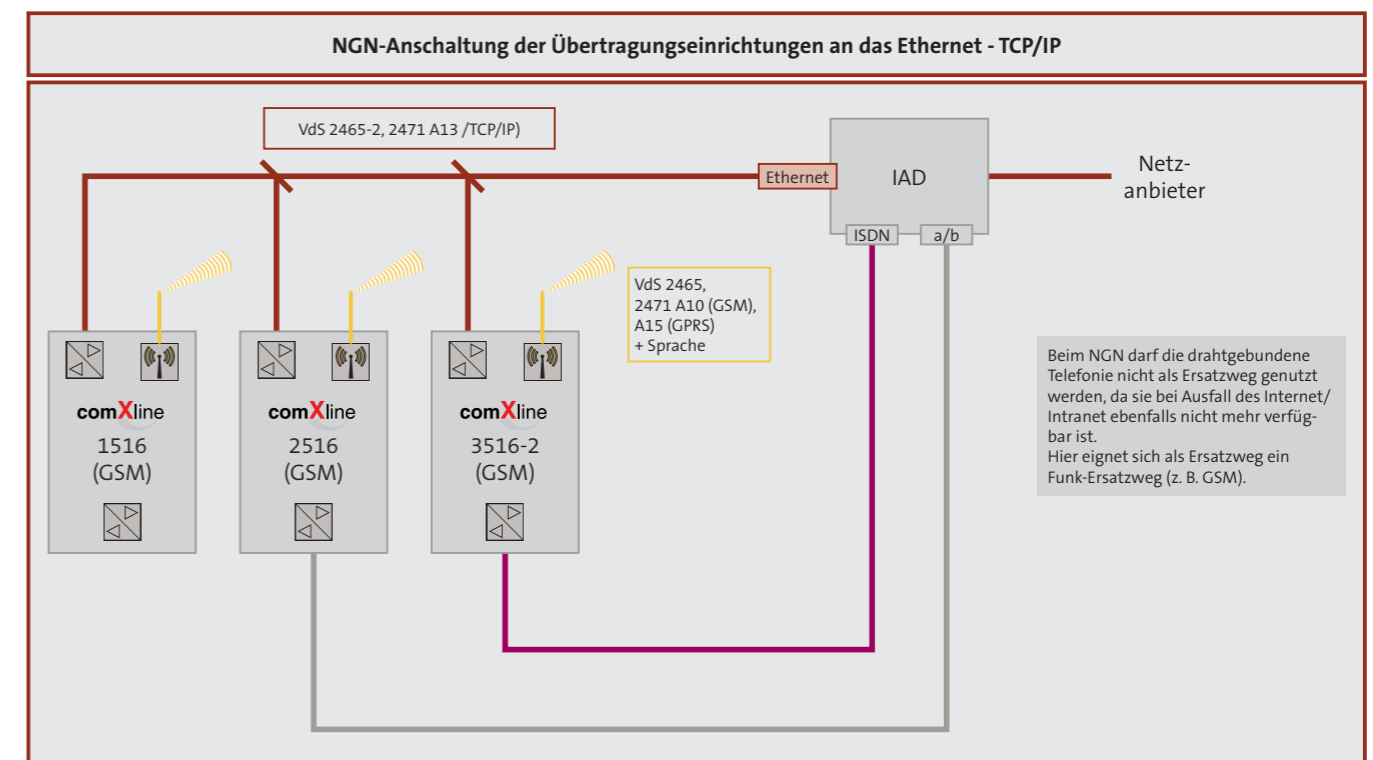 NGN-Anschaltung der Übertragungseinrichtungen an das Ethernet - TCP/IP
VdS 2465-2, 2471 A13 /TCP/IP)
Ethernet
IAD
Netz-
anbieter
ISDN
a/b
VdS 2465,
2471 A10 (GSM),
A15 (GPRS)
+ Sprache
comXline
1516
(GSM)
comXline
2516
(GSM)
comXline
3516-2
(GSM)
Beim NGN darf die drahtgebundene
Telefonie nicht als Ersatzweg genutzt
werden, da sie bei Ausfall des Internet/
Intranet ebenfalls nicht mehr verfüg-
bar ist.
Hier eignet sich als Ersatzweg ein
Funk-Ersatzweg (z. B. GSM).